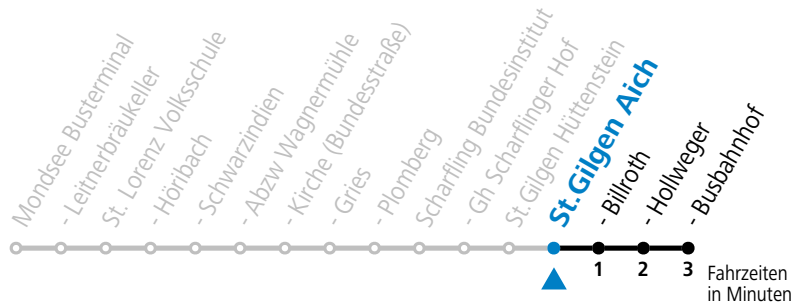 Mondsee Busterminal
- Leitnerbräukeller
St. Lorenz Volksschule
- Höribach
- Schwarzindien
- Abzw Wagnermühle
- Kirche (Bundesstraße)
- Gries
- Plomberg
Scharfling Bundesinstitut
- Gh Scharflinger Hof
St. Gilgen Hüttenstein
St.Gilgen Aich
- Billroth
- Hollweger
- Busbahnhof
1 2 3
Fahrzeiten
in Minuten